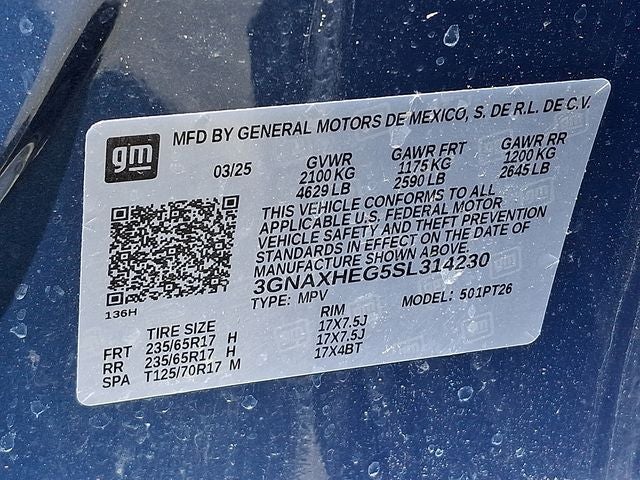 gm
MFD BY GENERAL MOTORS DE MEXICO, S. DE R.L. DE C.V.
03/25
GVWR
2100 KG
4629 LB
GAWR FRT
1175 KG
2590 LB
GAWR RR
1200 KG
2645 LB
THIS VEHICLE CONFORMS TO ALL
APPLICABLE U.S. FEDERAL MOTOR
VEHICLE SAFETY AND THEFT PREVENTION
STANDARDS IN EFFECT ON THE DATE OF
MANUFACTURE SHOWN ABOVE.
3GNAXHEG5SL314230
TYPE: MPV MODEL: 501PT26
136H
TIRE SIZE RIM
FRT 235/65R17 H 17X7.5J
RR 235/65R17 H 17X7.5J
SPA T125/70R17 M 17X4BT